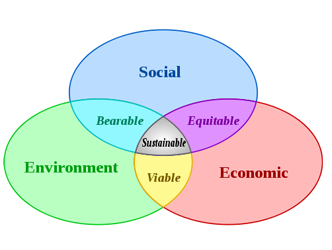 Social
Bearable
Equitable
Sustainable
Environment
Viable
Economic